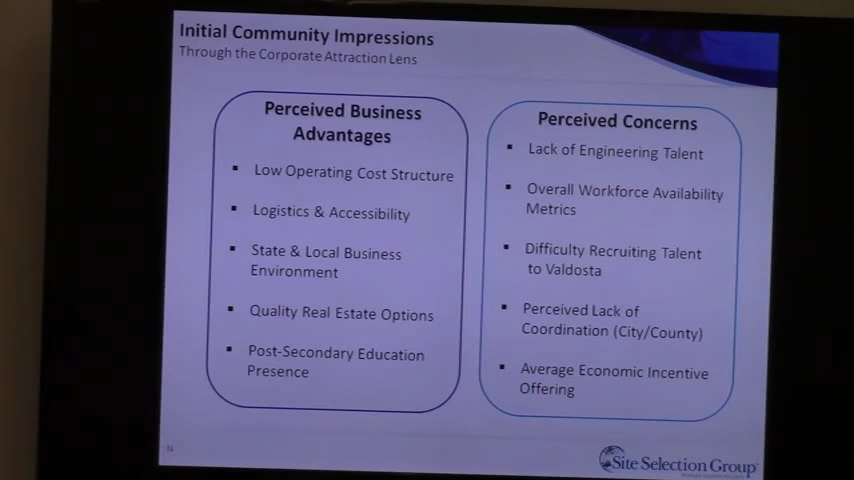 Initial Community Impressions
Through the Corporate Attraction Lens
Perceived Business
Advantages
▪ Low Operating Cost Structure
▪ Logistics & Accessibility
▪ State & Local Business
Environment
▪ Quality Real Estate Options
▪ Post-Secondary Education
Presence
Perceived Concerns
▪ Lack of Engineering Talent
▪ Overall Workforce Availability
Metrics
▪ Difficulty Recruiting Talent
to Valdosta
▪ Perceived Lack of
Coordination (City/County)
▪ Average Economic Incentive
Offering
Site Selection Group